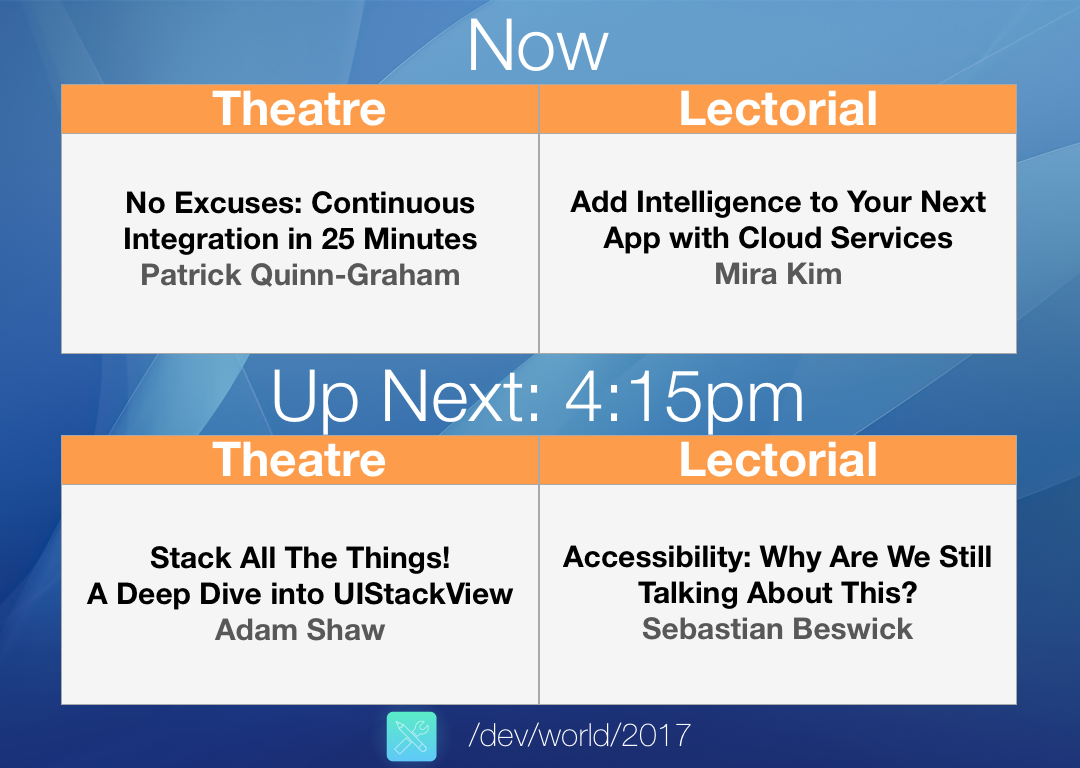 Now
Theatre
Lectorial
No Excuses: Continuous
Integration in 25 Minutes
Patrick Quinn-Graham
Add Intelligence to Your Next
App with Cloud Services
Mira Kim
Up Next: 4:15pm
Theatre
Lectorial
Stack All The Things!
A Deep Dive into UIStackView
Adam Shaw
Accessibility: Why Are We Still
Talking About This?
Sebastian Beswick
/dev/world/2017